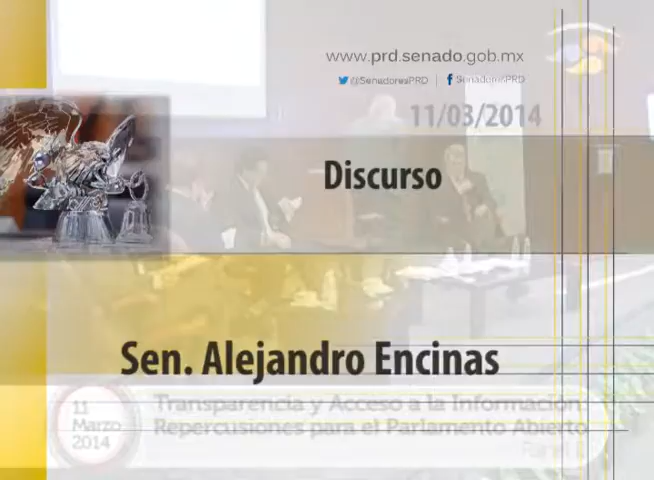 www.prd.senado.gob.mx
@SenadoresPRD | SenadoresPRD
11/03/2014
Discurso
Sen. Alejandro Encinas
11
Marzo
2014
Transparencia y Acceso a la Información:
Repercusiones para el Parlamento Abierto